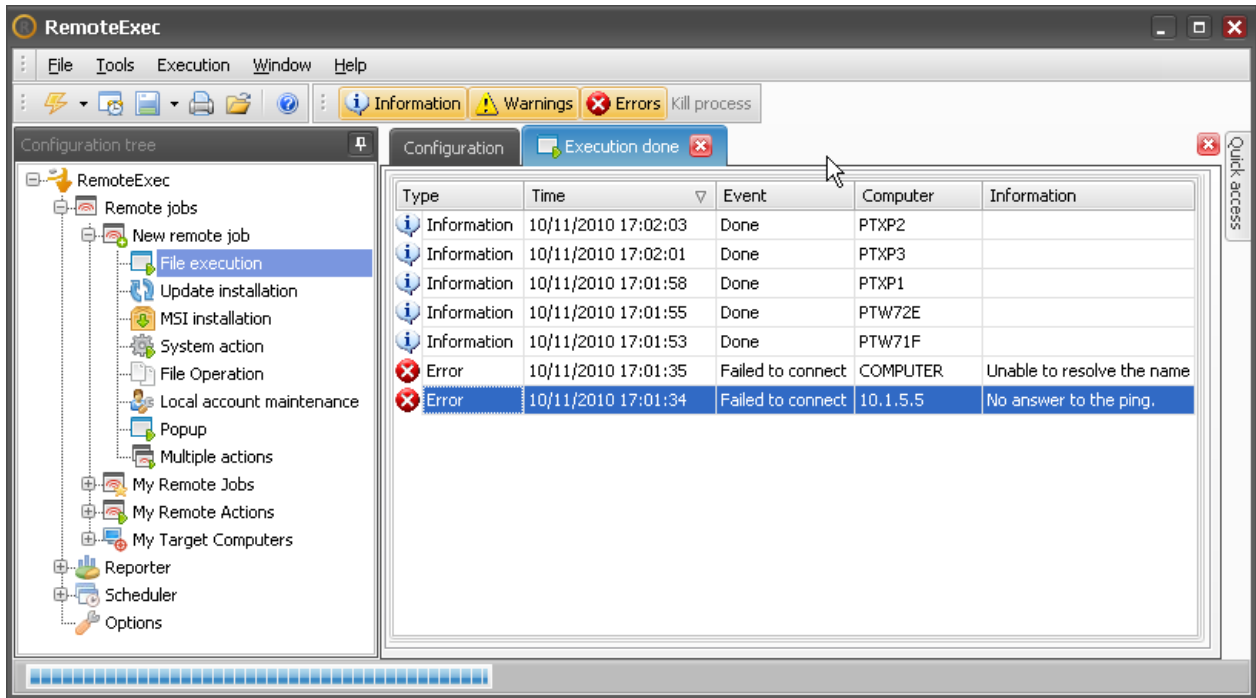 RemoteExec
File Tools Execution Window Help
Information Warnings Errors Kill process
Configuration tree
RemoteExec
Remote jobs
New remote job
File execution
Update installation
MSI installation
System action
File Operation
Local account maintenance
Popup
Multiple actions
My Remote Jobs
My Remote Actions
My Target Computers
Reporter
Scheduler
Options
Configuration Execution done
Type Time Event Computer Information
Information 10/11/2010 17:02:03 Done PTXP2
Information 10/11/2010 17:02:01 Done PTXP3
Information 10/11/2010 17:01:58 Done PTXP1
Information 10/11/2010 17:01:55 Done PTW72E
Information 10/11/2010 17:01:53 Done PTW71F
Error 10/11/2010 17:01:35 Failed to connect COMPUTER Unable to resolve the name
Error 10/11/2010 17:01:34 Failed to connect 10.1.5.5 No answer to the ping.
Quick access